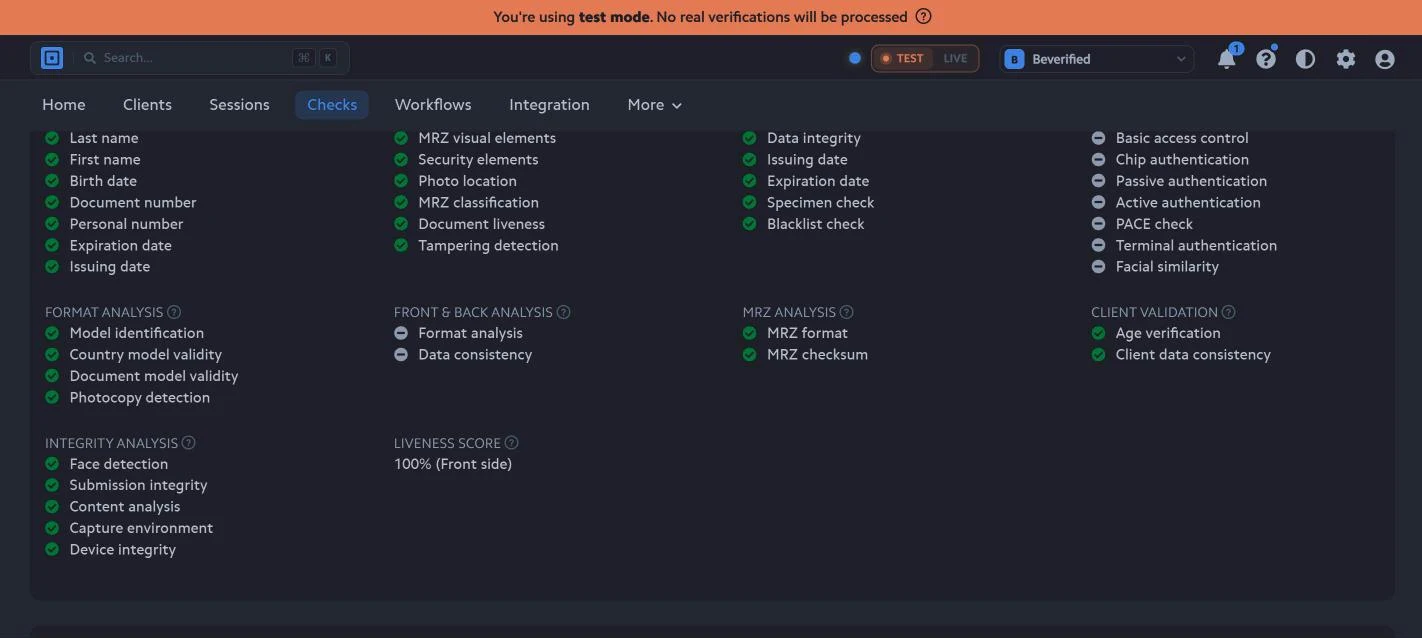 You're using test mode. No real verifications will be processed
Search...
⌘ K
TEST LIVE
B Beverified
1
Home Clients Sessions Checks Workflows Integration More
Last name
First name
Birth date
Document number
Personal number
Expiration date
Issuing date
MRZ visual elements
Security elements
Photo location
MRZ classification
Document liveness
Tampering detection
Data integrity
Issuing date
Expiration date
Specimen check
Blacklist check
Basic access control
Chip authentication
Passive authentication
Active authentication
PACE check
Terminal authentication
Facial similarity
FORMAT ANALYSIS
Model identification
Country model validity
Document model validity
Photocopy detection
FRONT & BACK ANALYSIS
Format analysis
Data consistency
MRZ ANALYSIS
MRZ format
MRZ checksum
CLIENT VALIDATION
Age verification
Client data consistency
INTEGRITY ANALYSIS
Face detection
Submission integrity
Content analysis
Capture environment
Device integrity
LIVENESS SCORE
100% (Front side)